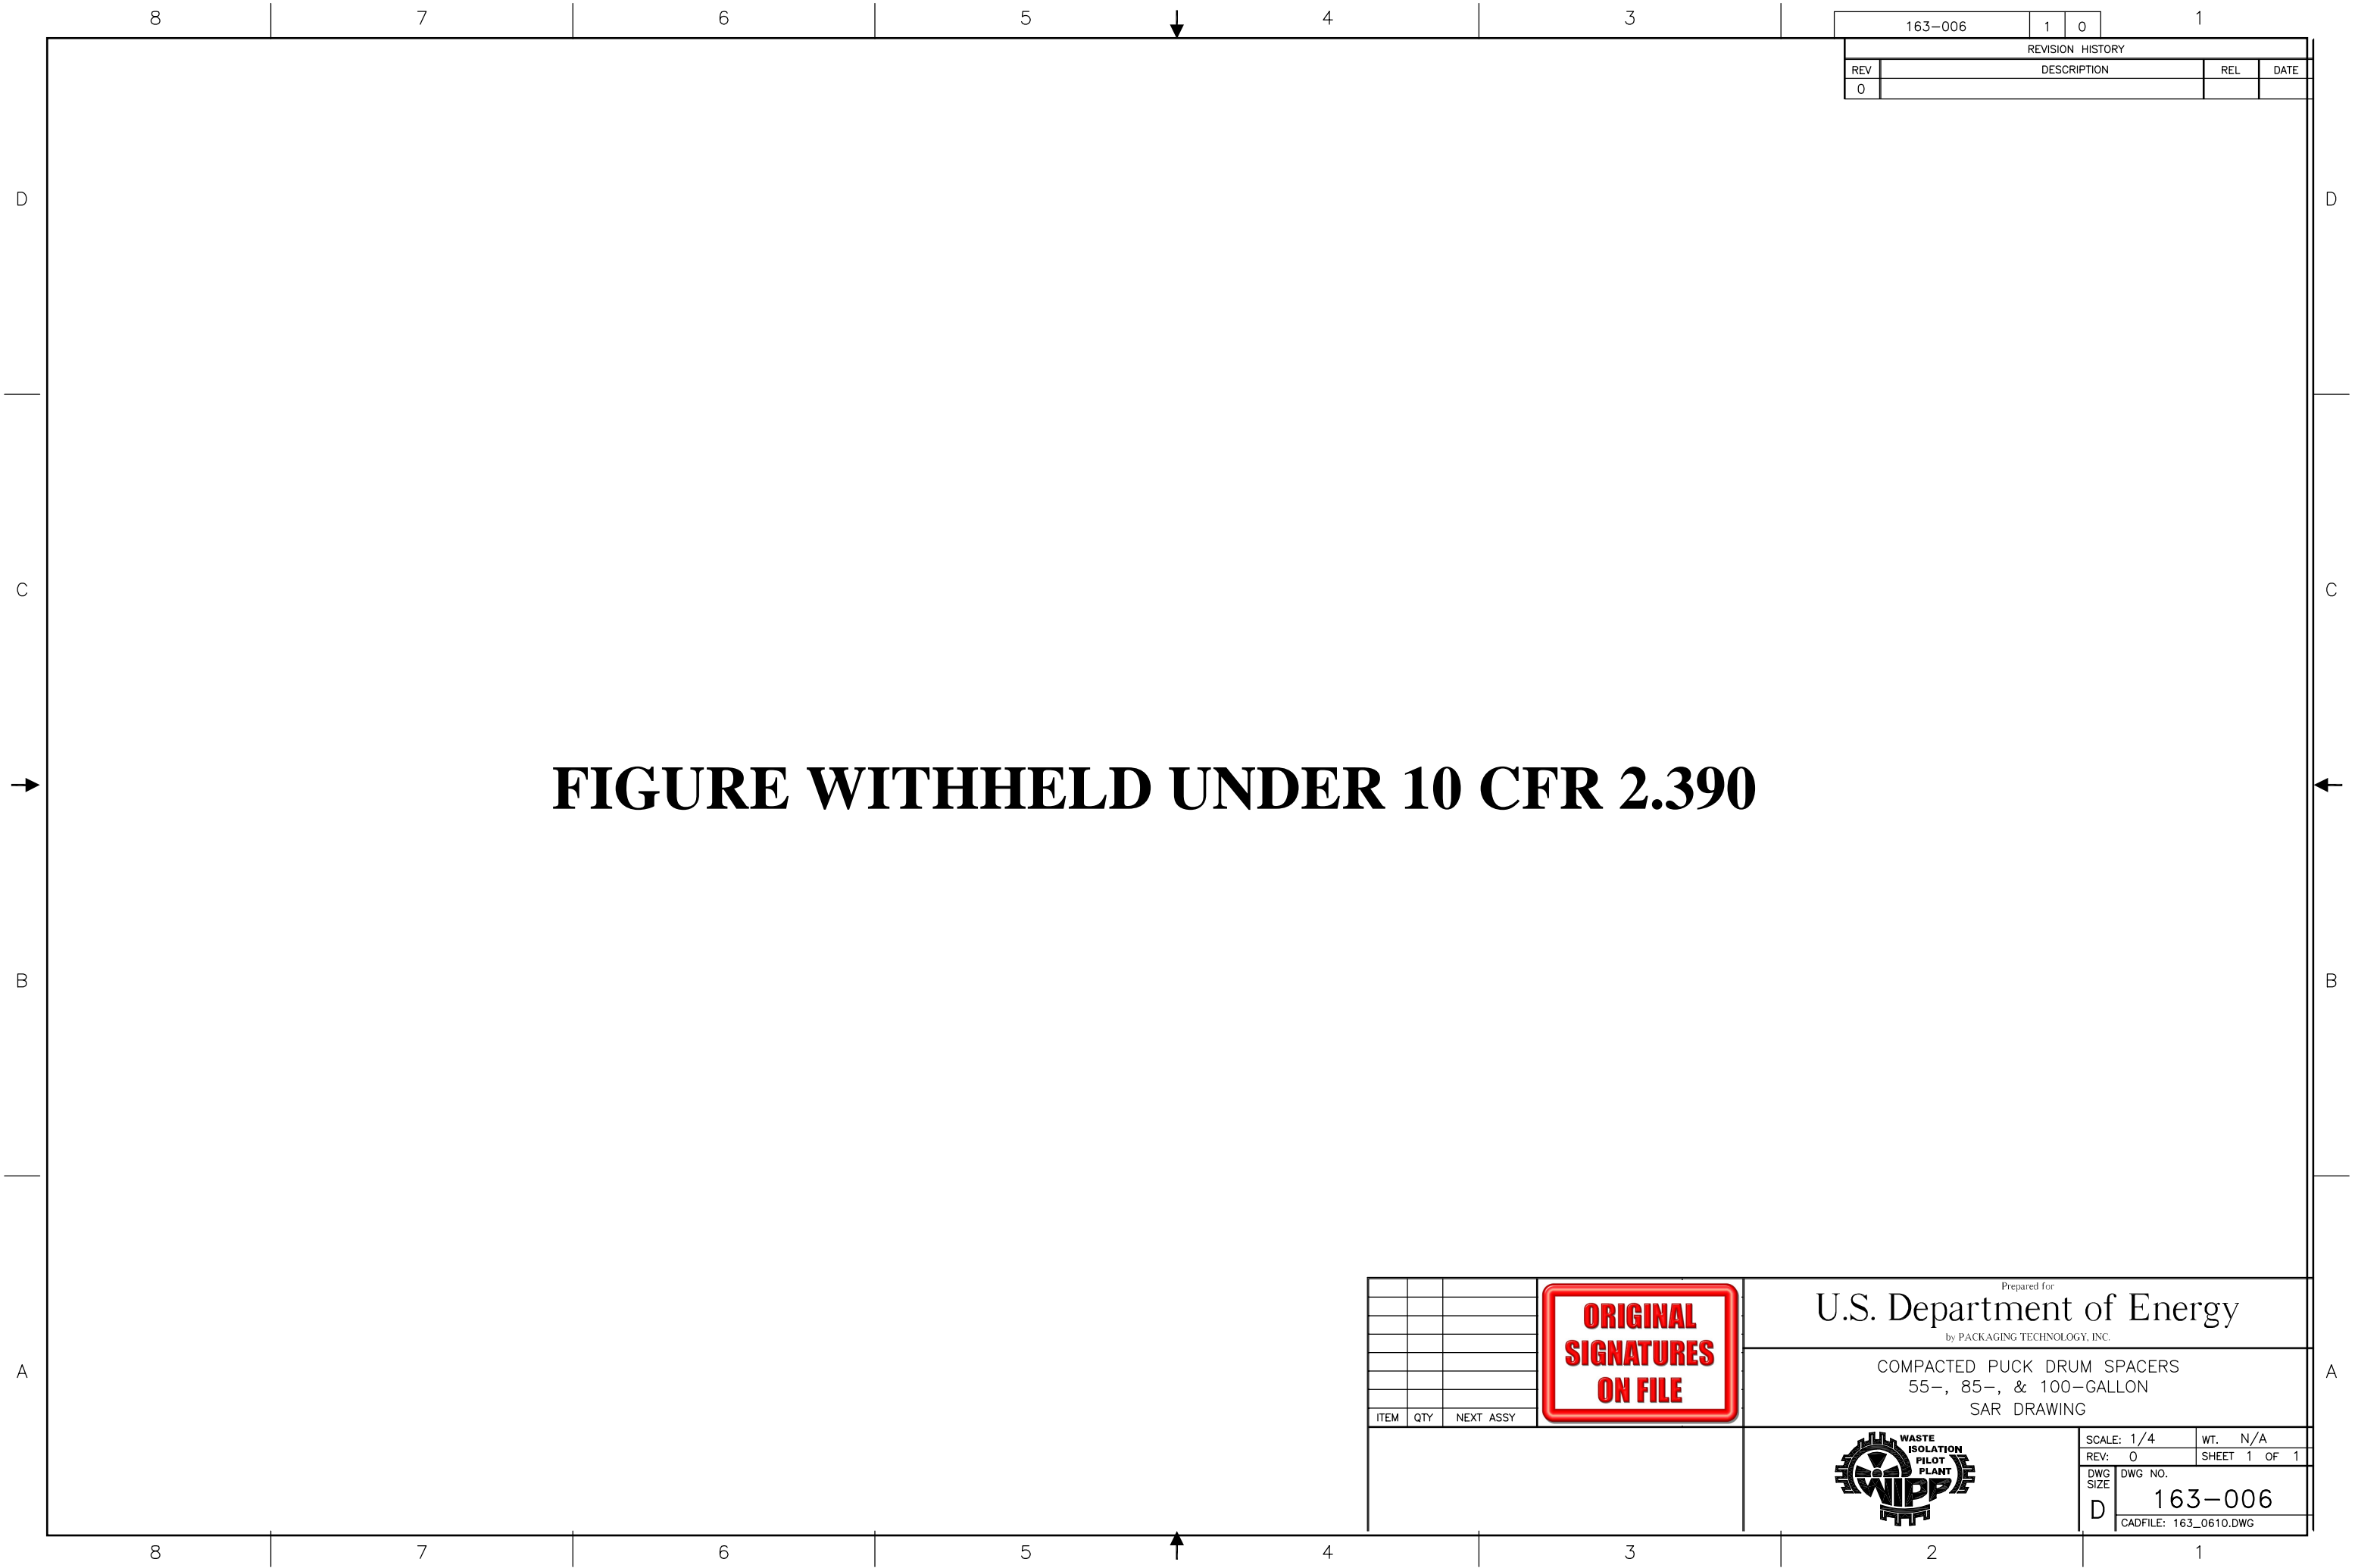 8 7 6 5 4 3 1
163-006 1 0
REVISION HISTORY
REV DESCRIPTION REL DATE
0
D D
C C
FIGURE WITHHELD UNDER 10 CFR 2.390
B B
A A
ITEM QTY NEXT ASSY
ORIGINAL
SIGNATURES
ON FILE
Prepared for
U.S. Department of Energy
by PACKAGING TECHNOLOGY, INC.
COMPACTED PUCK DRUM SPACERS
55-, 85-, & 100-GALLON
SAR DRAWING
WASTE
ISOLATION
PILOT
PLANT
WIPP
SCALE: 1/4 WT. N/A
REV: 0 SHEET 1 OF 1
DWG SIZE D
DWG NO.
163-006
CADFILE: 163_0610.DWG
8 7 6 5 4 3 2 1